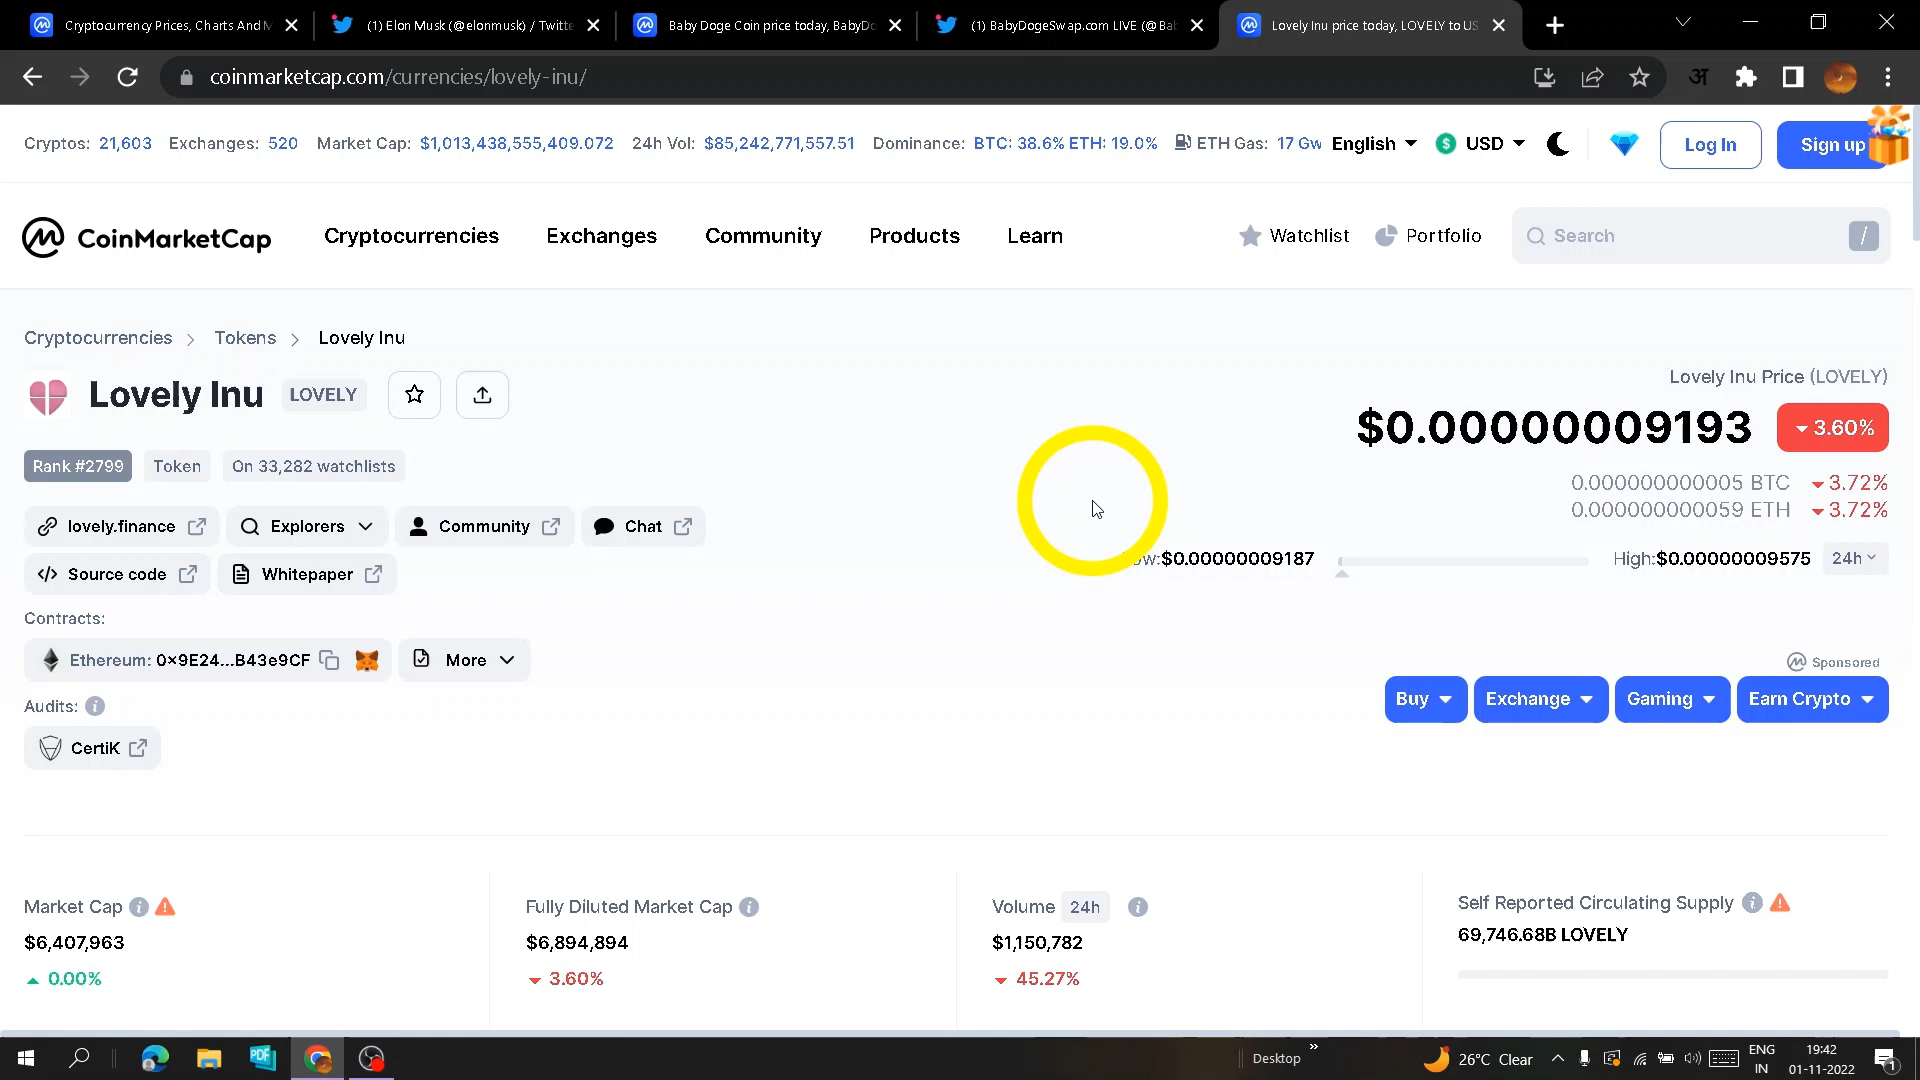 Cryptocurrency Prices, Charts And M
(1) Elon Musk (@elonmusk) / Twitte
Baby Doge Coin price today, BabyDo
(1) BabyDogeSwap.com LIVE (@Bab
Lovely Inu price today, LOVELY to US
coinmarketcap.com/currencies/lovely-inu/
अ
Cryptos: 21,603 Exchanges: 520 Market Cap: $1,013,438,555,409.072 24h Vol: $85,242,771,557.51 Dominance: BTC: 38.6% ETH: 19.0% ETH Gas: 17 Gw English USD Log In Sign up
CoinMarketCap Cryptocurrencies Exchanges Community Products Learn Watchlist Portfolio Search /
Cryptocurrencies > Tokens > Lovely Inu
Lovely Inu LOVELY
Lovely Inu Price (LOVELY)
$0.00000009193 3.60%
Rank #2799 Token On 33,282 watchlists
0.000000000005 BTC 3.72%
0.000000000059 ETH 3.72%
lovely.finance Explorers Community Chat
ow:$0.00000009187 High:$0.00000009575 24h
Source code Whitepaper
Contracts:
Ethereum: 0x9E24...B43e9CF More
Sponsored
Buy Exchange Gaming Earn Crypto
Audits:
CertiK
Market Cap
$6,407,963
0.00%
Fully Diluted Market Cap
$6,894,894
3.60%
Volume 24h
$1,150,782
45.27%
Self Reported Circulating Supply
69,746.68B LOVELY
PDF
Desktop
26°C Clear
ENG
IN
19:42
01-11-2022
1